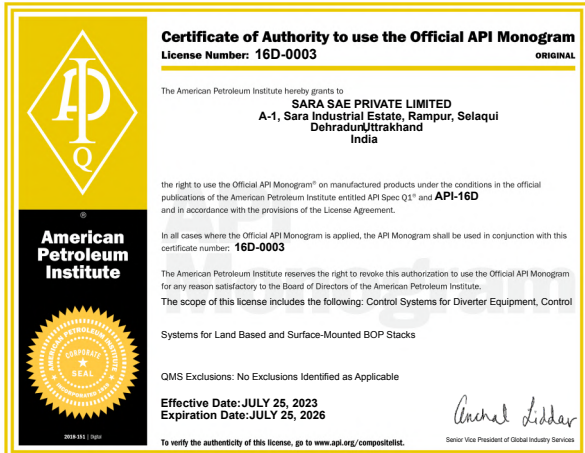 Certificate of Authority to use the Official API Monogram
License Number: 16D-0003
ORIGINAL
The American Petroleum Institute hereby grants to
SARA SAE PRIVATE LIMITED
A-1, Sara Industrial Estate, Rampur, Selaqui
Dehradun,Uttrakhand
India
the right to use the Official API Monogram® on manufactured products under the conditions in the official
publications of the American Petroleum Institute entitled API Spec Q1® and API-16D
and in accordance with the provisions of the License Agreement.
In all cases where the Official API Monogram is applied, the API Monogram shall be used in conjunction with this
certificate number: 16D-0003
The American Petroleum Institute reserves the right to revoke this authorization to use the Official API Monogram
for any reason satisfactory to the Board of Directors of the American Petroleum Institute.
The scope of this license includes the following: Control Systems for Diverter Equipment, Control
Systems for Land Based and Surface-Mounted BOP Stacks
QMS Exclusions: No Exclusions Identified as Applicable
Effective Date:JULY 25, 2023
Expiration Date:JULY 25, 2026
To verify the authenticity of this license, go to www.api.org/compositelist.
Anchal Liddar
Senior Vice President of Global Industry Services
API
Q
®
American
Petroleum
Institute
AMERICAN PETROLEUM INSTITUTE
CORPORATE
SEAL
INCORPORATED 1919
2018-151 | Digital
API
Monogram